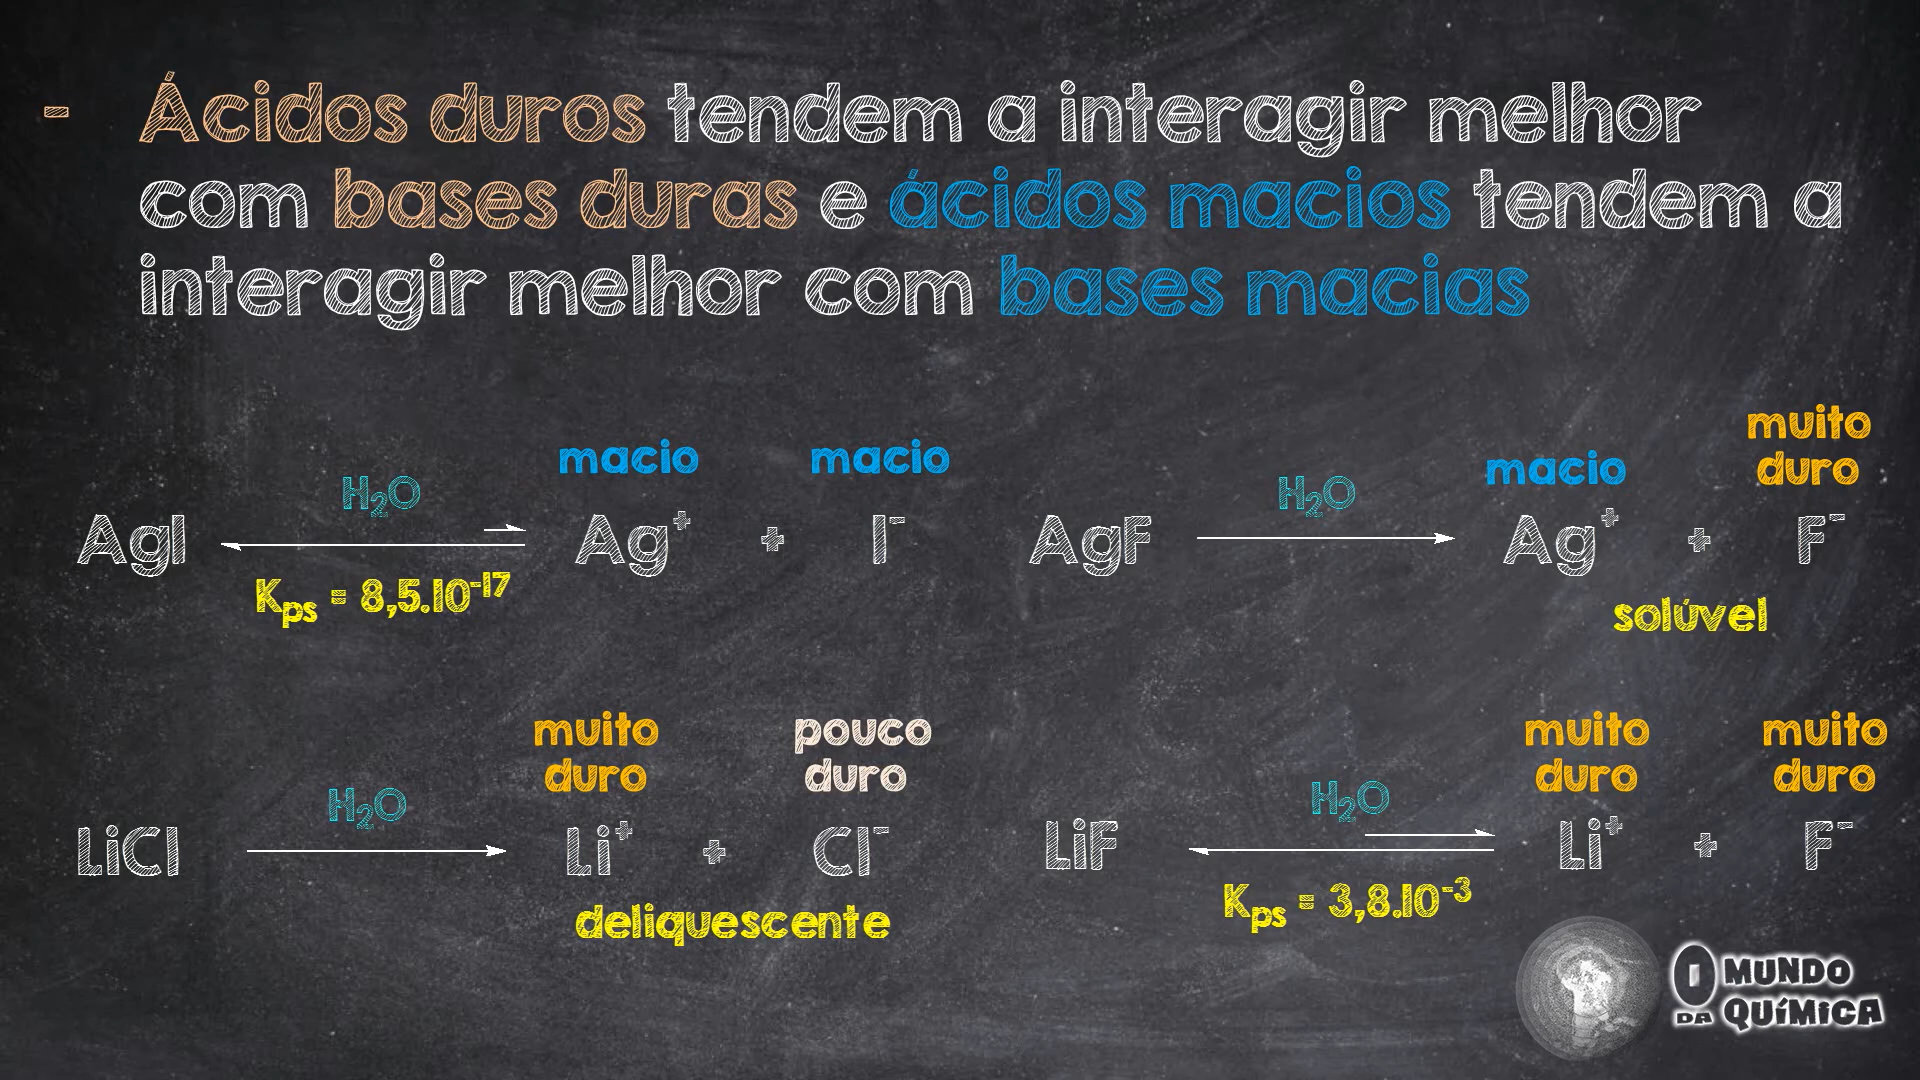 - Ácidos duros tendem a interagir melhor
com bases duras e ácidos macios tendem a
interagir melhor com bases macias
macio macio
H₂O
AgI Ag⁺ + I⁻
Kps = 8,5.10⁻¹⁷
muito
macio duro
H₂O
AgF Ag⁺ + F⁻
solúvel
muito pouco
duro duro
H₂O
LiCl Li⁺ + Cl⁻
deliquescente
muito muito
duro duro
H₂O
LiF Li⁺ + F⁻
Kps = 3,8.10⁻³
O MUNDO
DA QUÍMICA